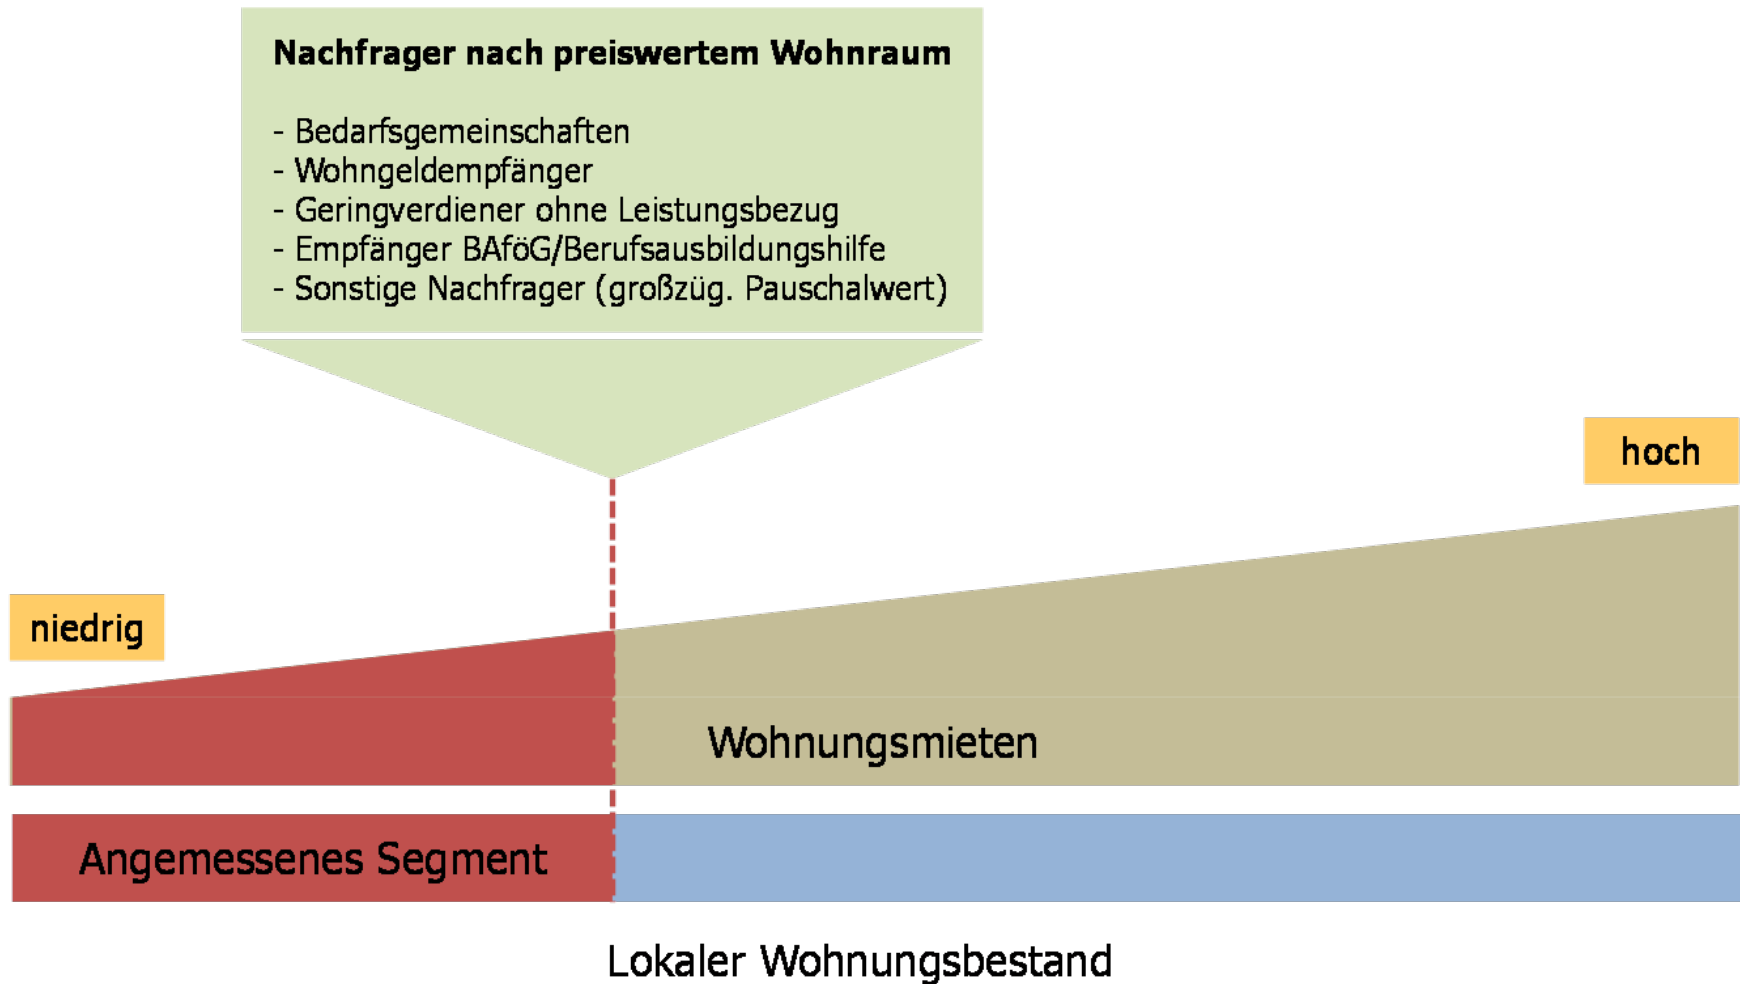 Nachfrager nach preiswertem Wohnraum
- Bedarfsgemeinschaften
- Wohngeldempfänger
- Geringverdiener ohne Leistungsbezug
- Empfänger BAföG/Berufsausbildungshilfe
- Sonstige Nachfrager (großzüg. Pauschalwert)
hoch
niedrig
Wohnungsmieten
Angemessenes Segment
Lokaler Wohnungsbestand